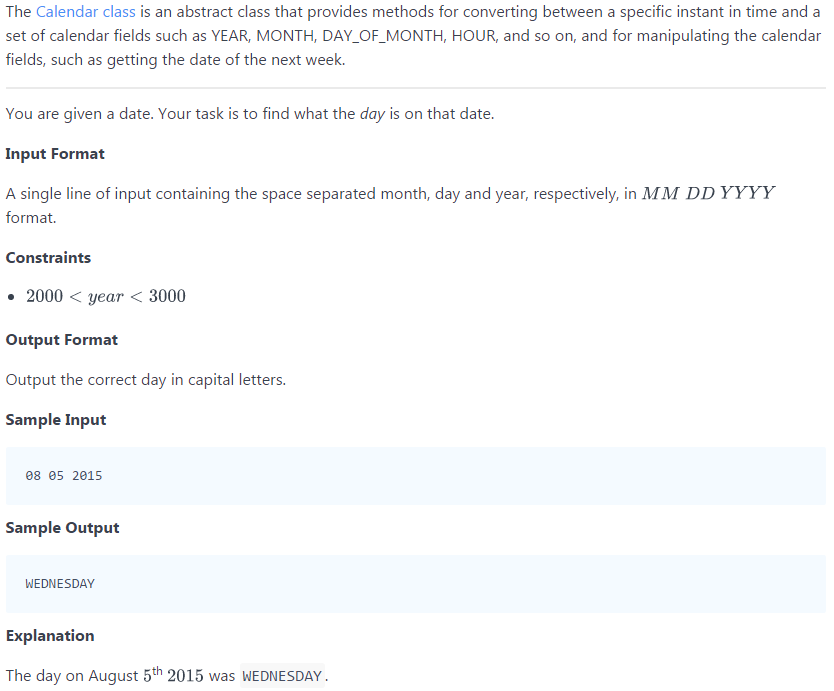 The Calendar class is an abstract class that provides methods for converting between a specific instant in time and a
set of calendar fields such as YEAR, MONTH, DAY_OF_MONTH, HOUR, and so on, and for manipulating the calendar
fields, such as getting the date of the next week.
You are given a date. Your task is to find what the day is on that date.
Input Format
A single line of input containing the space separated month, day and year, respectively, in MM DD YYYY
format.
Constraints
• 2000 < year < 3000
Output Format
Output the correct day in capital letters.
Sample Input
08 05 2015
Sample Output
WEDNESDAY
Explanation
The day on August 5th 2015 was WEDNESDAY.